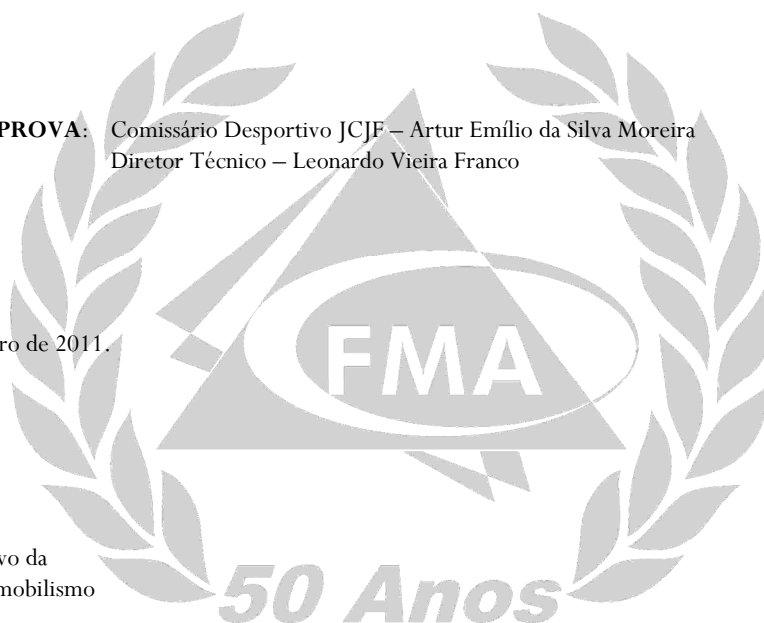 PROVA: Comissário Desportivo JCJF – Artur Emílio da Silva Moreira
Diretor Técnico – Leonardo Vieira Franco
ro de 2011.
FMA
vo da
mobilismo
50 Anos